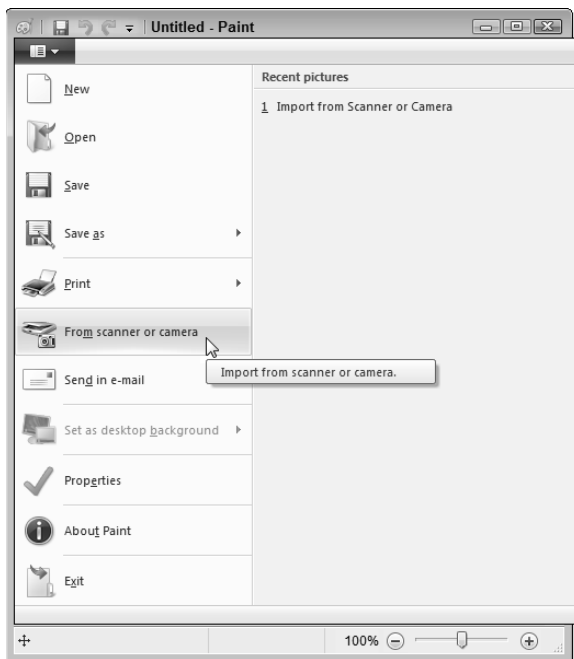 Untitled - Paint
New
Open
Save
Save as
Print
From scanner or camera
Send in e-mail
Set as desktop background
Properties
About Paint
Exit
Recent pictures
1 Import from Scanner or Camera
Import from scanner or camera.
100%